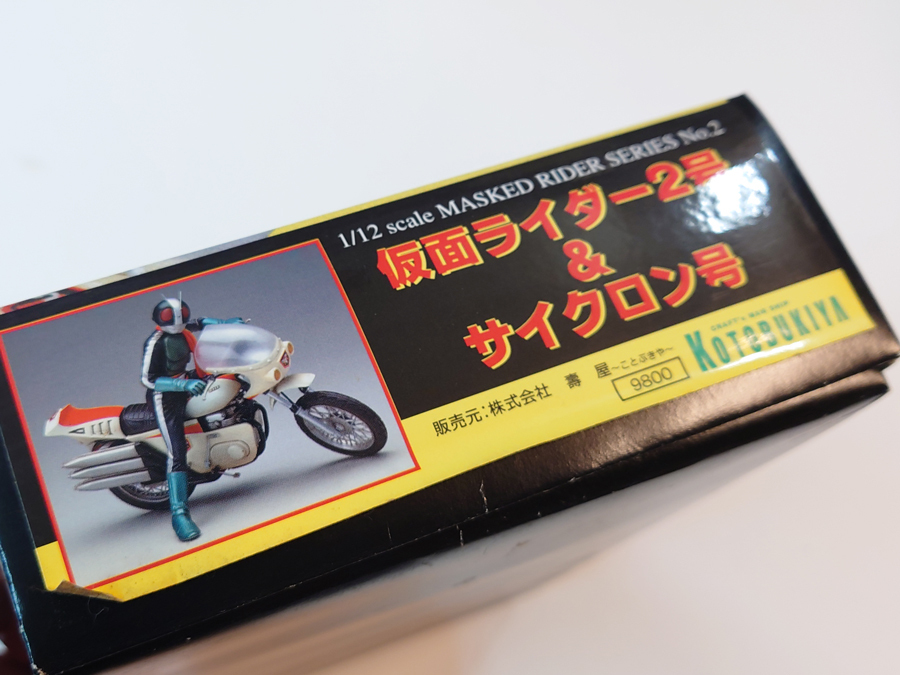 1/12 scale MASKED RIDER SERIES No.2
仮面ライダー2号
&
サイクロン号
販売元:株式会社 壽 屋 〜ことぶきや〜
9800
CRAFT'n MAN SHOP
KOTOBUKIYA